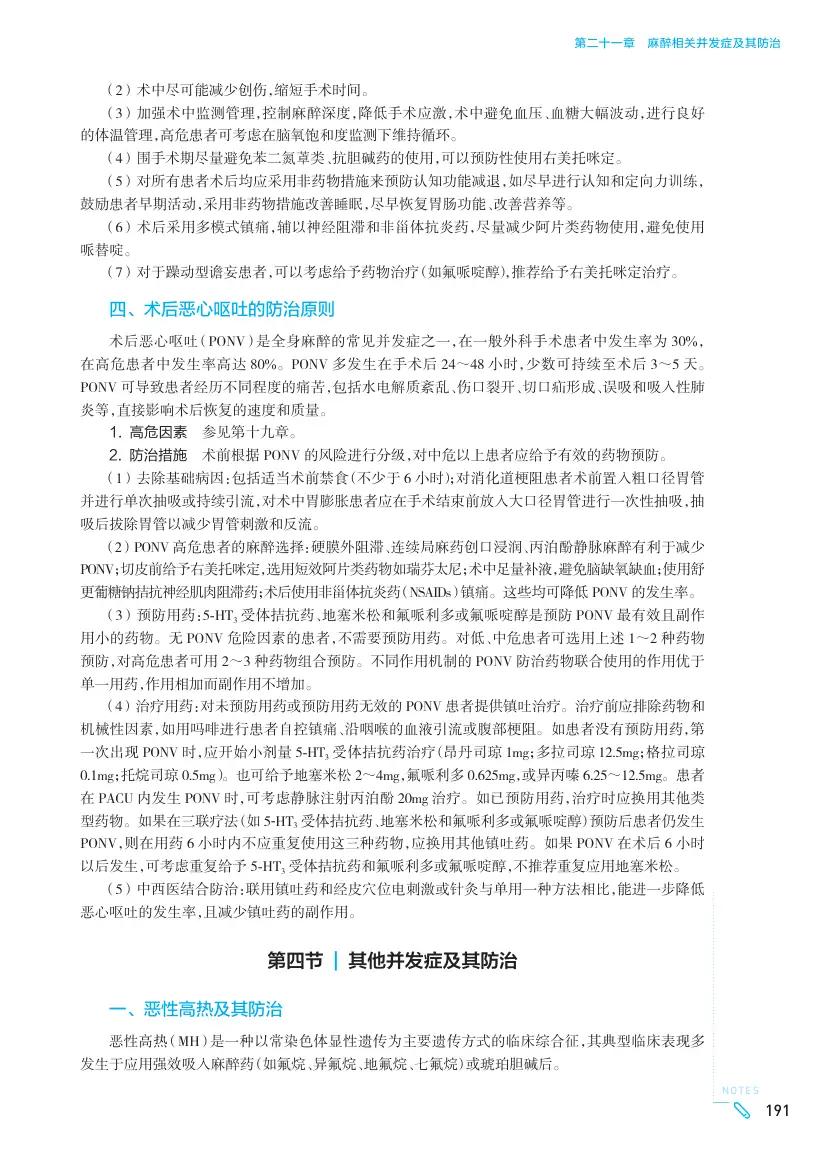 第二十一章　麻醉相关并发症及其防治
（2）术中尽可能减少创伤，缩短手术时间。
（3）加强术中监测管理，控制麻醉深度，降低手术应激，术中避免血压、血糖大幅波动，进行良好
的体温管理，高危患者可考虑在脑氧饱和度监测下维持循环。
（4）围手术期尽量避免苯二氮䓬类、抗胆碱药的使用，可以预防性使用右美托咪定。
（5）对所有患者术后均应采用非药物措施来预防认知功能减退，如尽早进行认知和定向力训练，
鼓励患者早期活动，采用非药物措施改善睡眠，尽早恢复胃肠功能、改善营养等。
（6）术后采用多模式镇痛，辅以神经阻滞和非甾体抗炎药，尽量减少阿片类药物使用，避免使用
哌替啶。
（7）对于躁动型谵妄患者，可以考虑给予药物治疗（如氟哌啶醇），推荐给予右美托咪定治疗。
四、术后恶心呕吐的防治原则
术后恶心呕吐（PONV）是全身麻醉的常见并发症之一，在一般外科手术患者中发生率为 30%，
在高危患者中发生率高达 80%。PONV 多发生在手术后 24～48 小时，少数可持续至术后 3～5 天。
PONV 可导致患者经历不同程度的痛苦，包括水电解质紊乱、伤口裂开、切口疝形成、误吸和吸入性肺
炎等，直接影响术后恢复的速度和质量。
1. 高危因素　参见第十九章。
2. 防治措施　术前根据 PONV 的风险进行分级，对中危以上患者应给予有效的药物预防。
（1）去除基础病因：包括适当术前禁食（不少于 6 小时）；对消化道梗阻患者术前置入粗口径胃管
并进行单次抽吸或持续引流，对术中胃膨胀患者应在手术结束前放入大口径胃管进行一次性抽吸，抽
吸后拔除胃管以减少胃管刺激和反流。
（2）PONV 高危患者的麻醉选择：硬膜外阻滞、连续局麻药创口浸润、丙泊酚静脉麻醉有利于减少
PONV；切皮前给予右美托咪定，选用短效阿片类药物如瑞芬太尼；术中足量补液，避免脑缺氧缺血；使用舒
更葡糖钠拮抗神经肌肉阻滞药；术后使用非甾体抗炎药（NSAIDs）镇痛。这些均可降低 PONV 的发生率。
（3）预防用药：5-HT₃ 受体拮抗药、地塞米松和氟哌利多或氟哌啶醇是预防 PONV 最有效且副作
用小的药物。无 PONV 危险因素的患者，不需要预防用药。对低、中危患者可选用上述 1～2 种药物
预防，对高危患者可用 2～3 种药物组合预防。不同作用机制的 PONV 防治药物联合使用的作用优于
单一用药，作用相加而副作用不增加。
（4）治疗用药：对未预防用药或预防用药无效的 PONV 患者提供镇吐治疗。治疗前应排除药物和
机械性因素，如用吗啡进行患者自控镇痛、沿咽喉的血液引流或腹部梗阻。如患者没有预防用药，第
一次出现 PONV 时，应开始小剂量 5-HT₃ 受体拮抗药治疗（昂丹司琼 1mg；多拉司琼 12.5mg；格拉司琼
0.1mg；托烷司琼 0.5mg）。也可给予地塞米松 2～4mg，氟哌利多 0.625mg，或异丙嗪 6.25～12.5mg。患者
在 PACU 内发生 PONV 时，可考虑静脉注射丙泊酚 20mg 治疗。如已预防用药，治疗时应换用其他类
型药物。如果在三联疗法（如 5-HT₃ 受体拮抗药、地塞米松和氟哌利多或氟哌啶醇）预防后患者仍发生
PONV，则在用药 6 小时内不应重复使用这三种药物，应换用其他镇吐药。如果 PONV 在术后 6 小时
以后发生，可考虑重复给予 5-HT₃ 受体拮抗药和氟哌利多或氟哌啶醇，不推荐重复应用地塞米松。
（5）中西医结合防治：联用镇吐药和经皮穴位电刺激或针灸与单用一种方法相比，能进一步降低
恶心呕吐的发生率，且减少镇吐药的副作用。
第四节 | 其他并发症及其防治
一、恶性高热及其防治
恶性高热（MH）是一种以常染色体显性遗传为主要遗传方式的临床综合征，其典型临床表现多
发生于应用强效吸入麻醉药（如氟烷、异氟烷、地氟烷、七氟烷）或琥珀胆碱后。
NOTES
191